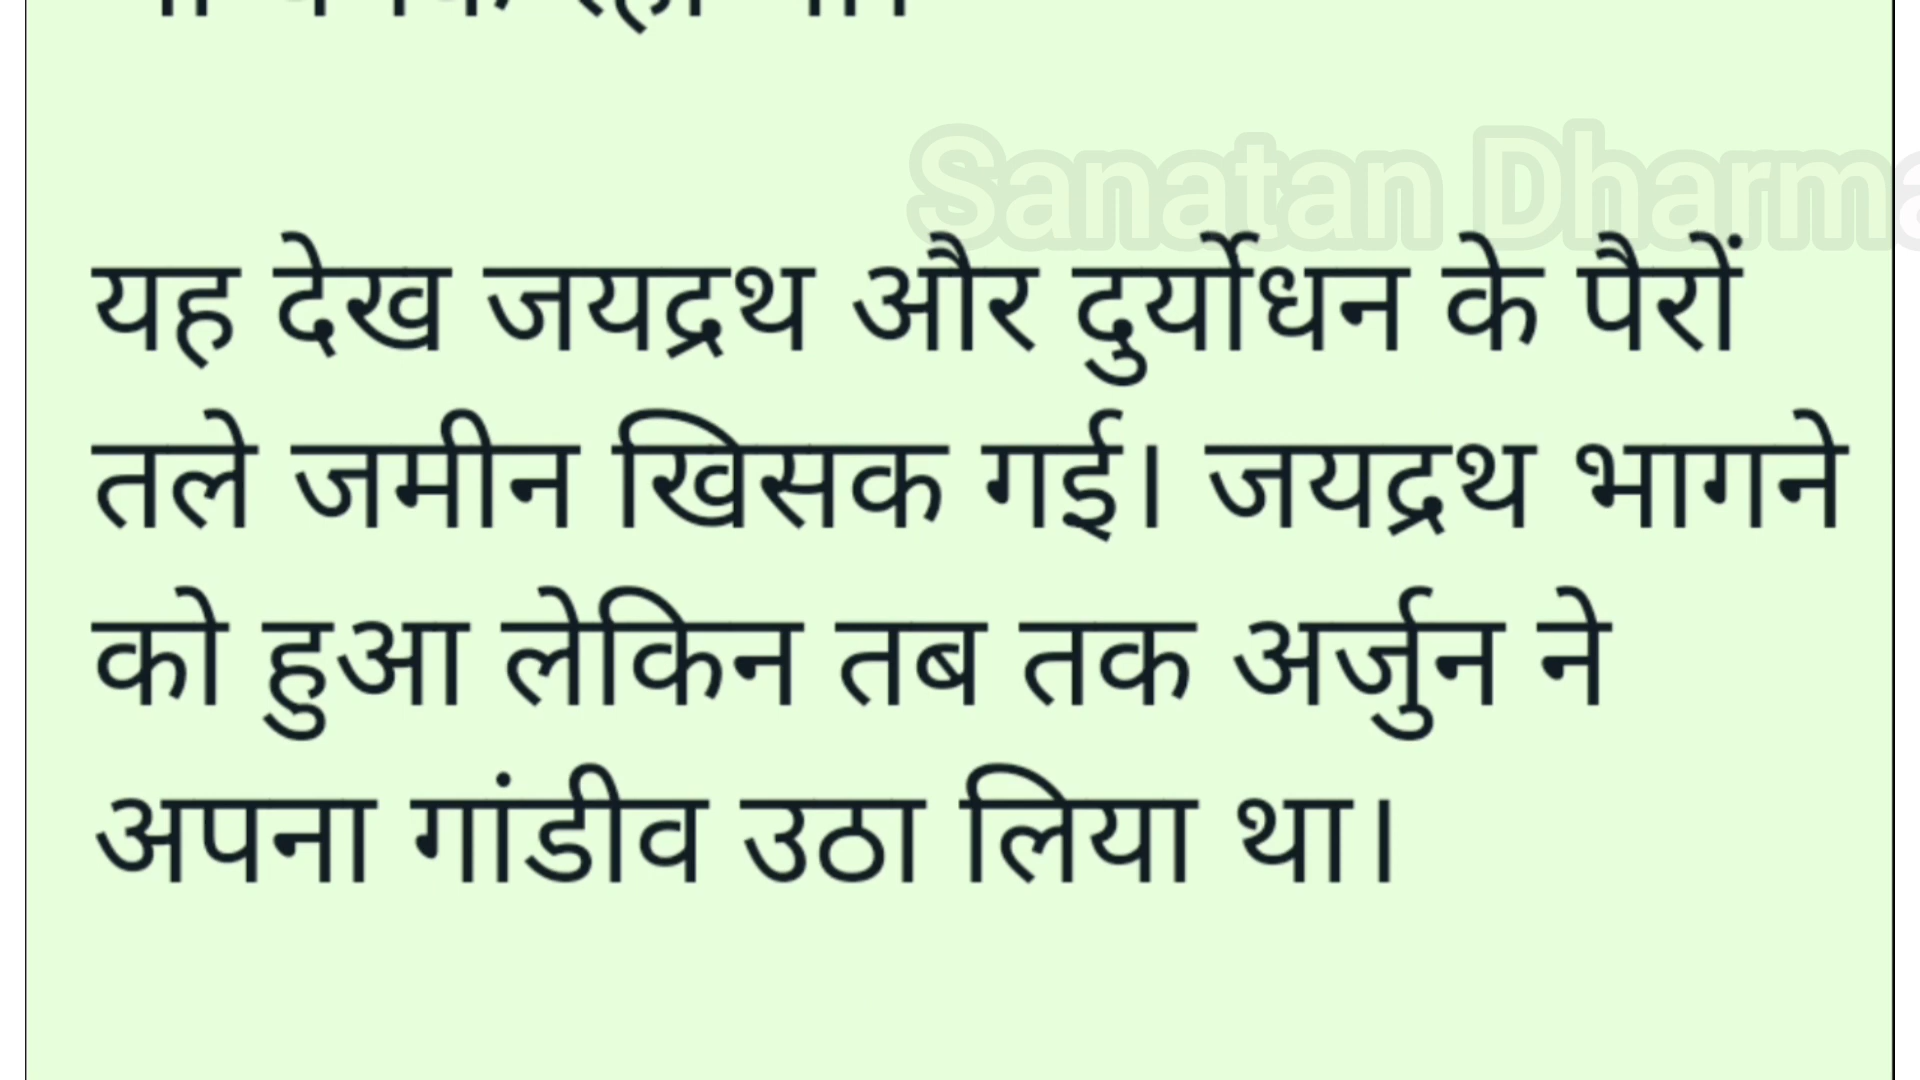 Sanatan Dharma
यह देख जयद्रथ और दुर्योधन के पैरों
तले जमीन खिसक गई। जयद्रथ भागने
को हुआ लेकिन तब तक अर्जुन ने
अपना गांडीव उठा लिया था।